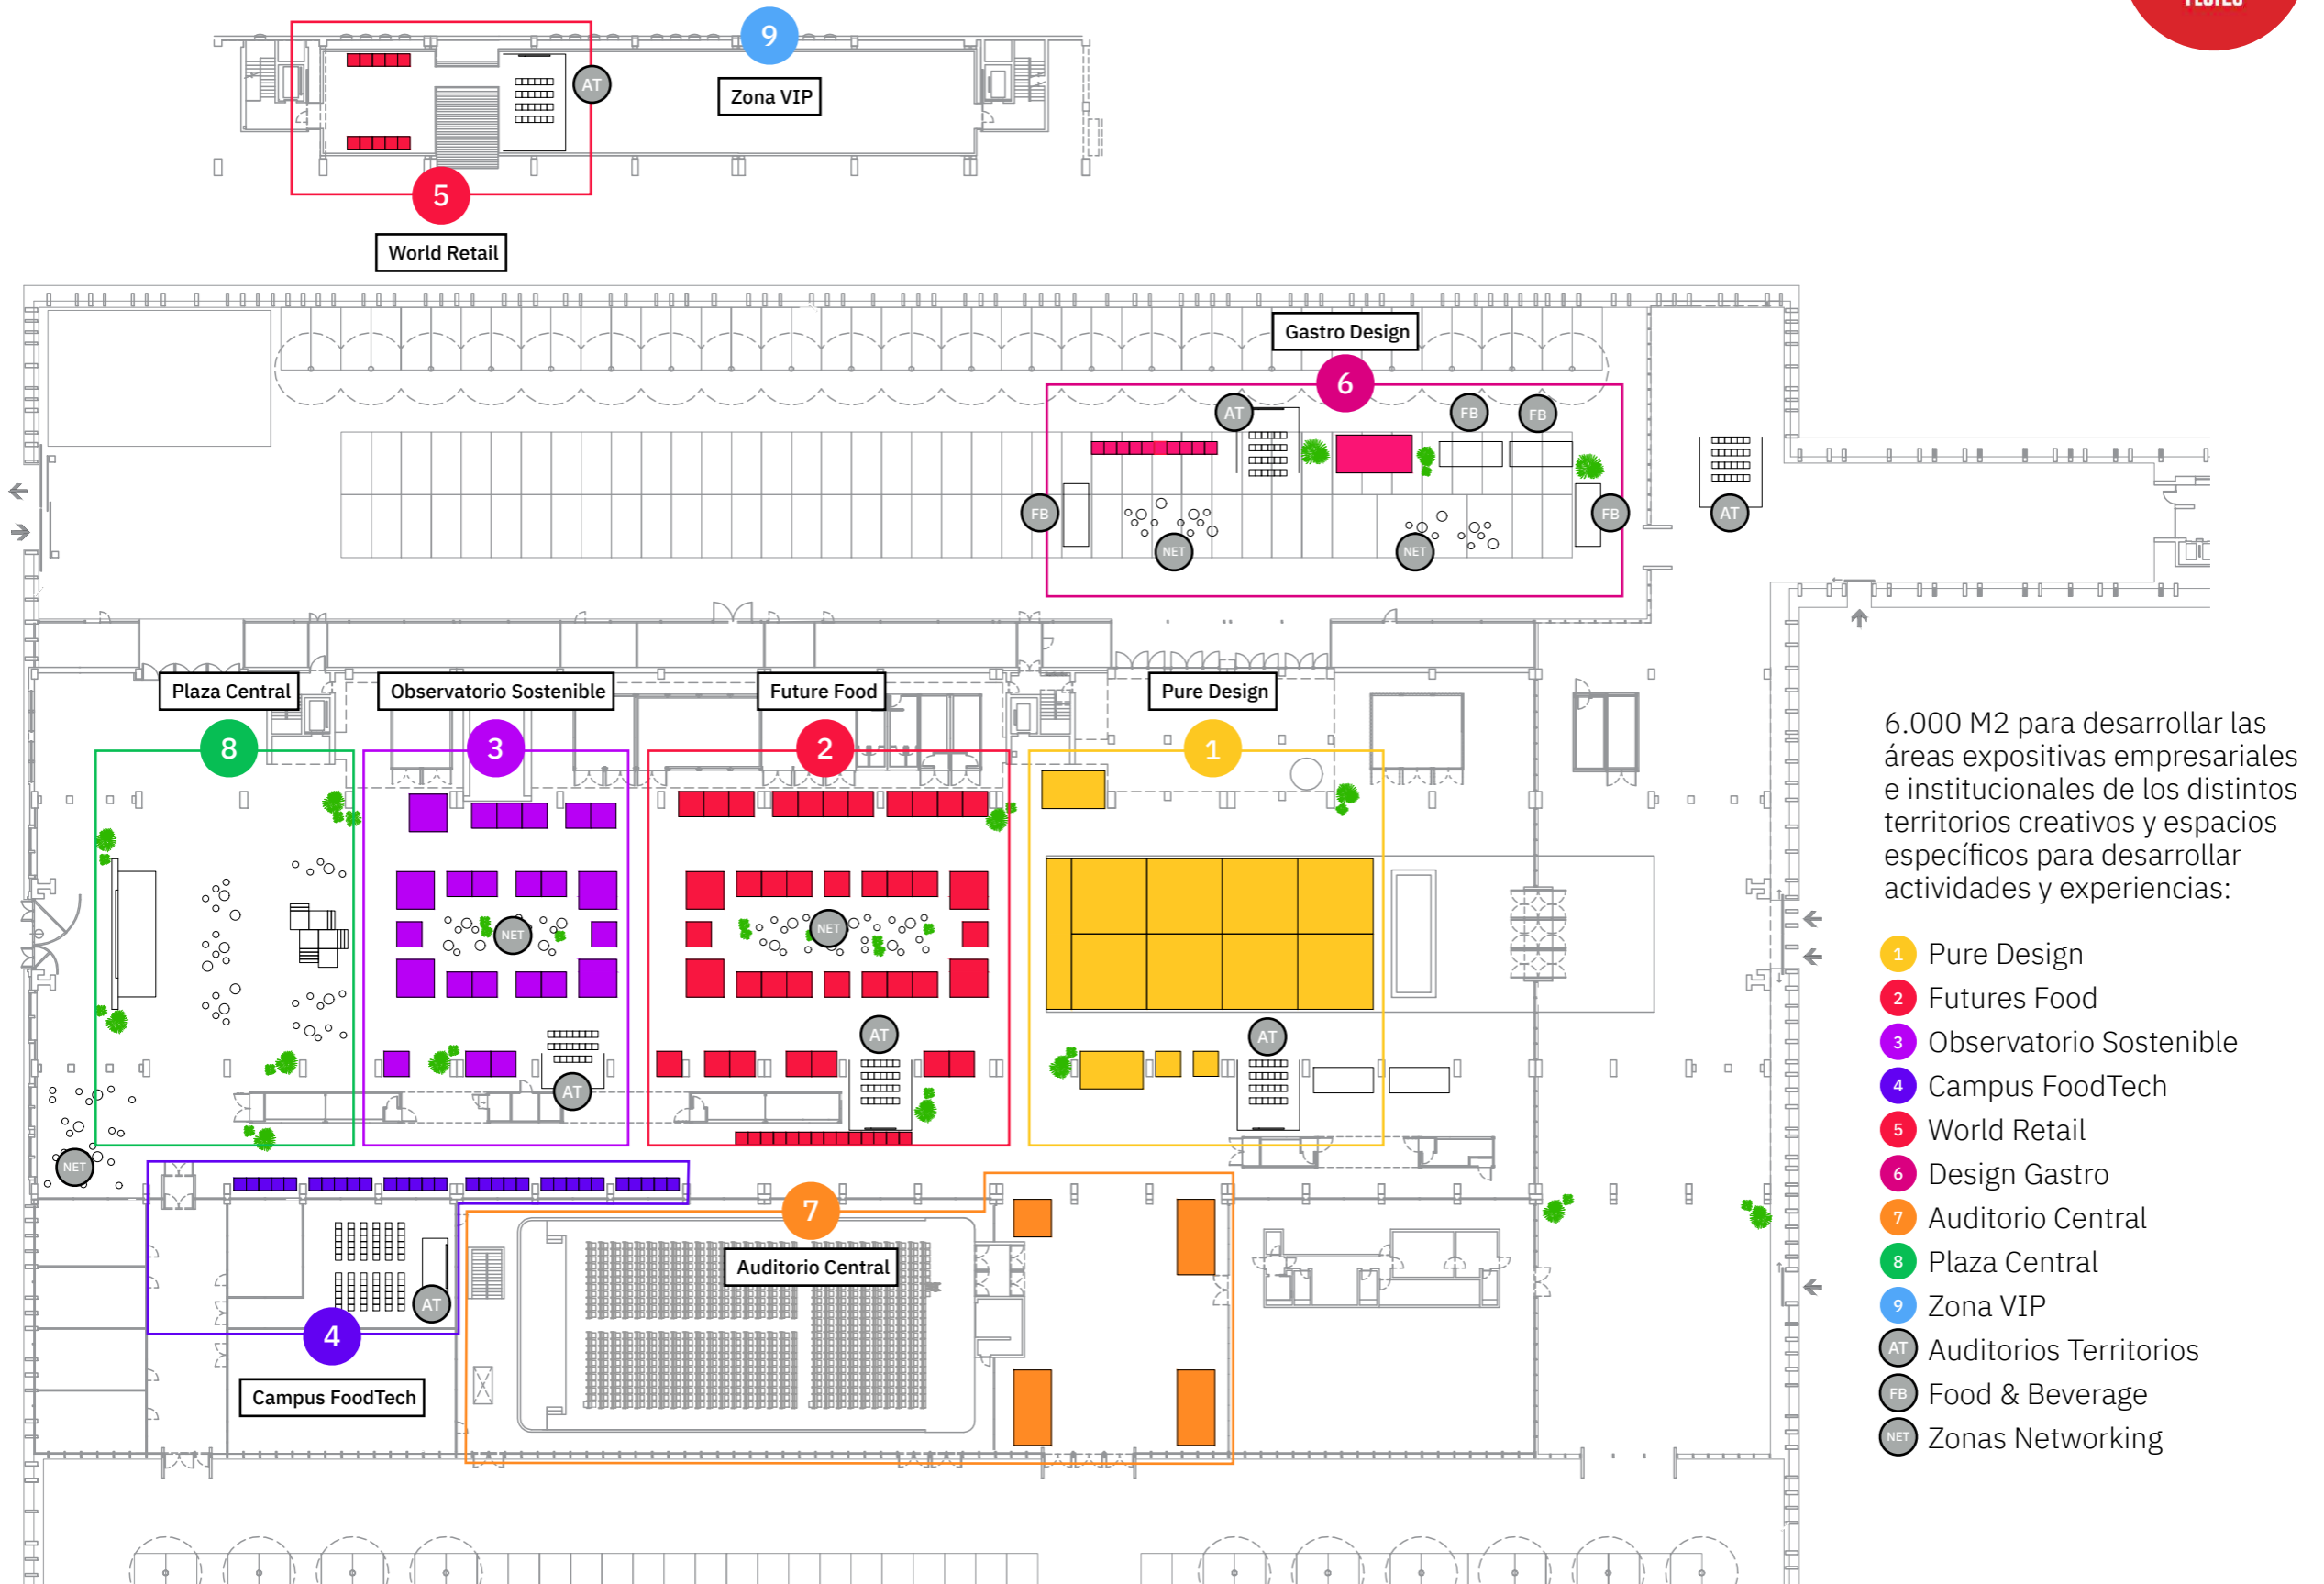 9
AT
Zona VIP
5
World Retail
Gastro Design
6
AT
FB
FB
FB
FB
AT
NET
NET
Plaza Central
Observatorio Sostenible
Future Food
Pure Design
8
3
2
1
NET
NET
AT
AT
AT
NET
7
Auditorio Central
AT
4
Campus FoodTech
6.000 M2 para desarrollar las
áreas expositivas empresariales
e institucionales de los distintos
territorios creativos y espacios
específicos para desarrollar
actividades y experiencias:
1 Pure Design
2 Futures Food
3 Observatorio Sostenible
4 Campus FoodTech
5 World Retail
6 Design Gastro
7 Auditorio Central
8 Plaza Central
9 Zona VIP
AT Auditorios Territorios
FB Food & Beverage
NET Zonas Networking